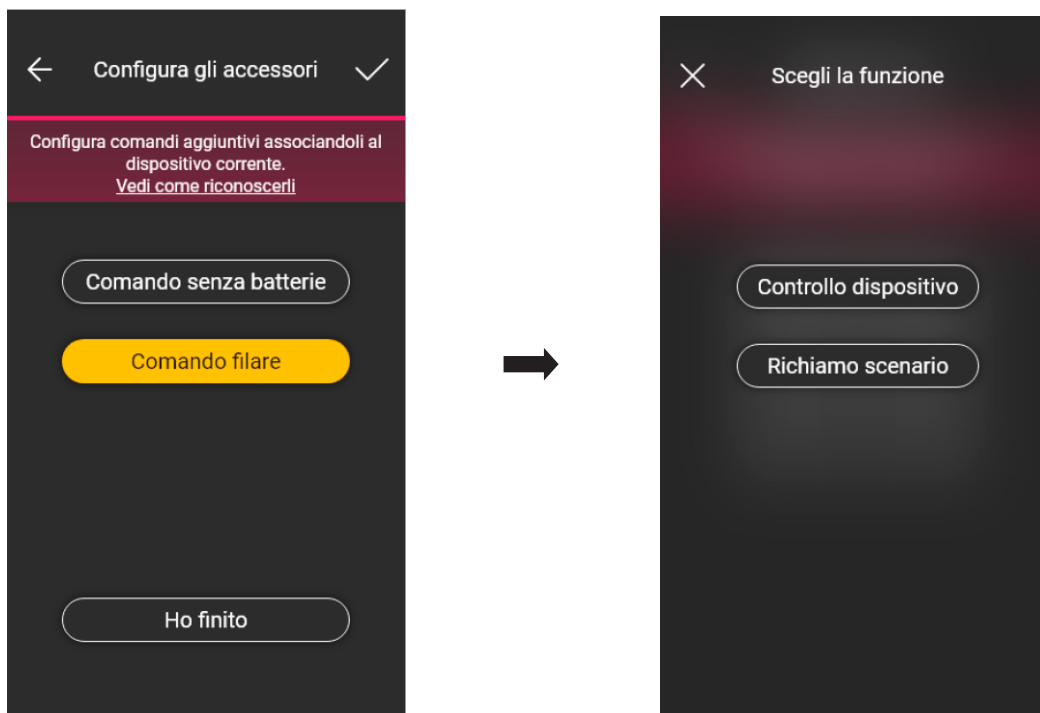 Configura gli accessori
Configura comandi aggiuntivi associandoli al
dispositivo corrente.
Vedi come riconoscerli
Comando senza batterie
Comando filare
Ho finito
Scegli la funzione
Controllo dispositivo
Richiamo scenario